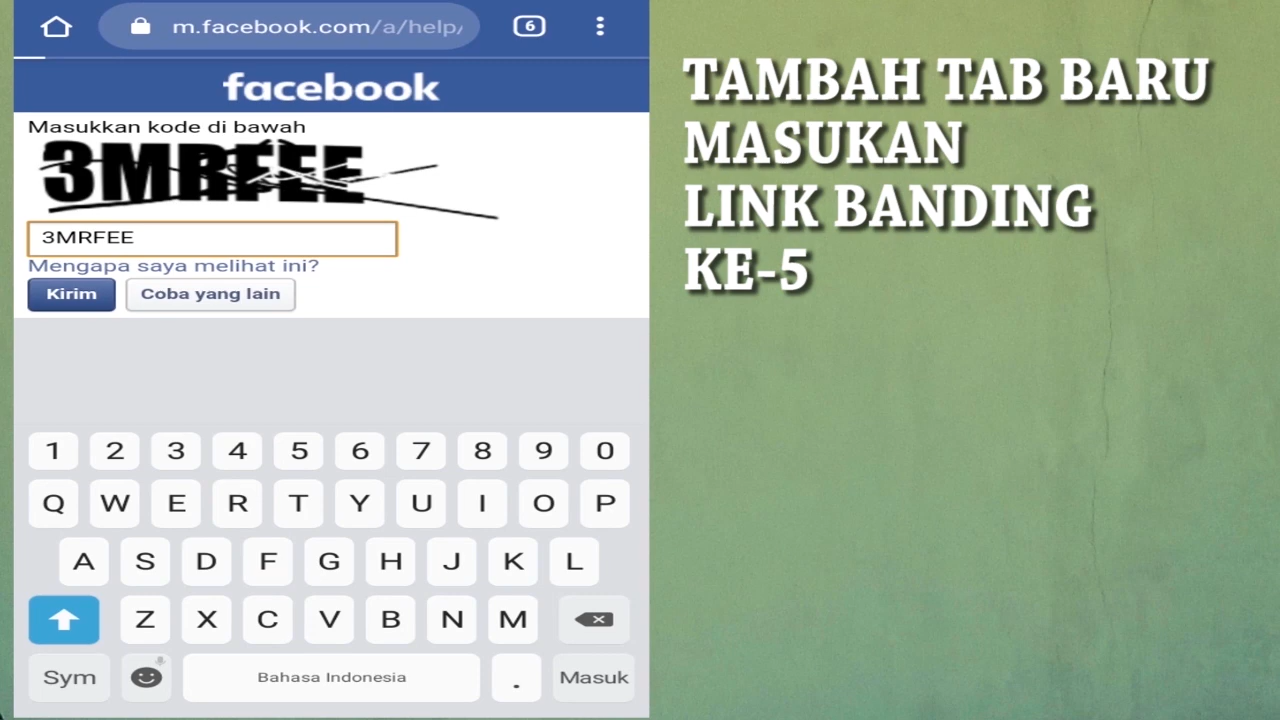 m.facebook.com/a/help/
6
facebook
Masukkan kode di bawah
3MRFEE
3MRFEE
Mengapa saya melihat ini?
Kirim
Coba yang lain
1 2 3 4 5 6 7 8 9 0
Q W E R T Y U I O P
A S D F G H J K L
Z X C V B N M
Sym
Bahasa Indonesia
.
Masuk
TAMBAH TAB BARU
MASUKAN
LINK BANDING
KE-5